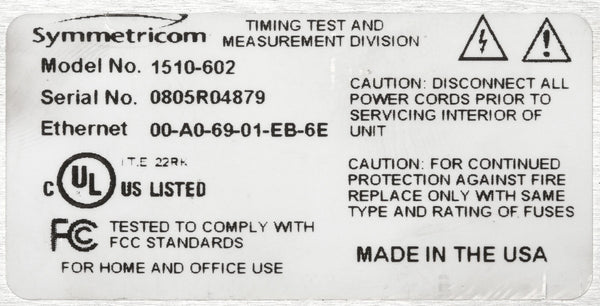 Symmetricom
TIMING TEST AND
MEASUREMENT DIVISION
Model No. 1510-602
Serial No. 0805R04879
Ethernet 00-A0-69-01-EB-6E
I.T.E 22RK
C UL US LISTED
FC TESTED TO COMPLY WITH
FCC STANDARDS
FOR HOME AND OFFICE USE
CAUTION: DISCONNECT ALL
POWER CORDS PRIOR TO
SERVICING INTERIOR OF
UNIT
CAUTION: FOR CONTINUED
PROTECTION AGAINST FIRE
REPLACE ONLY WITH SAME
TYPE AND RATING OF FUSES
MADE IN THE USA